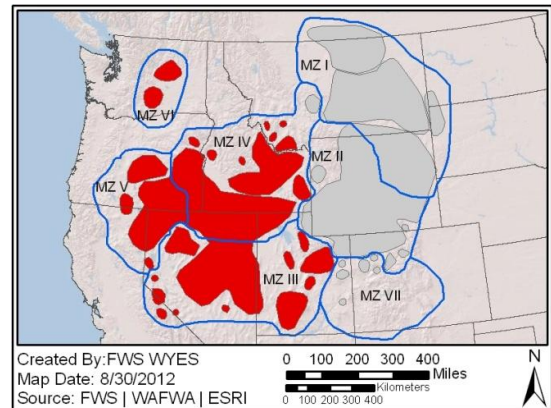 MZ I
MZ VI
MZ IV
MZ II
MZ V
MZ III
MZ VII
Created By:FWS WYES
Map Date: 8/30/2012
Source: FWS | WAFWA | ESRI
0 100 200 300 400
Miles
Kilometers
0 100 200 300 400
N